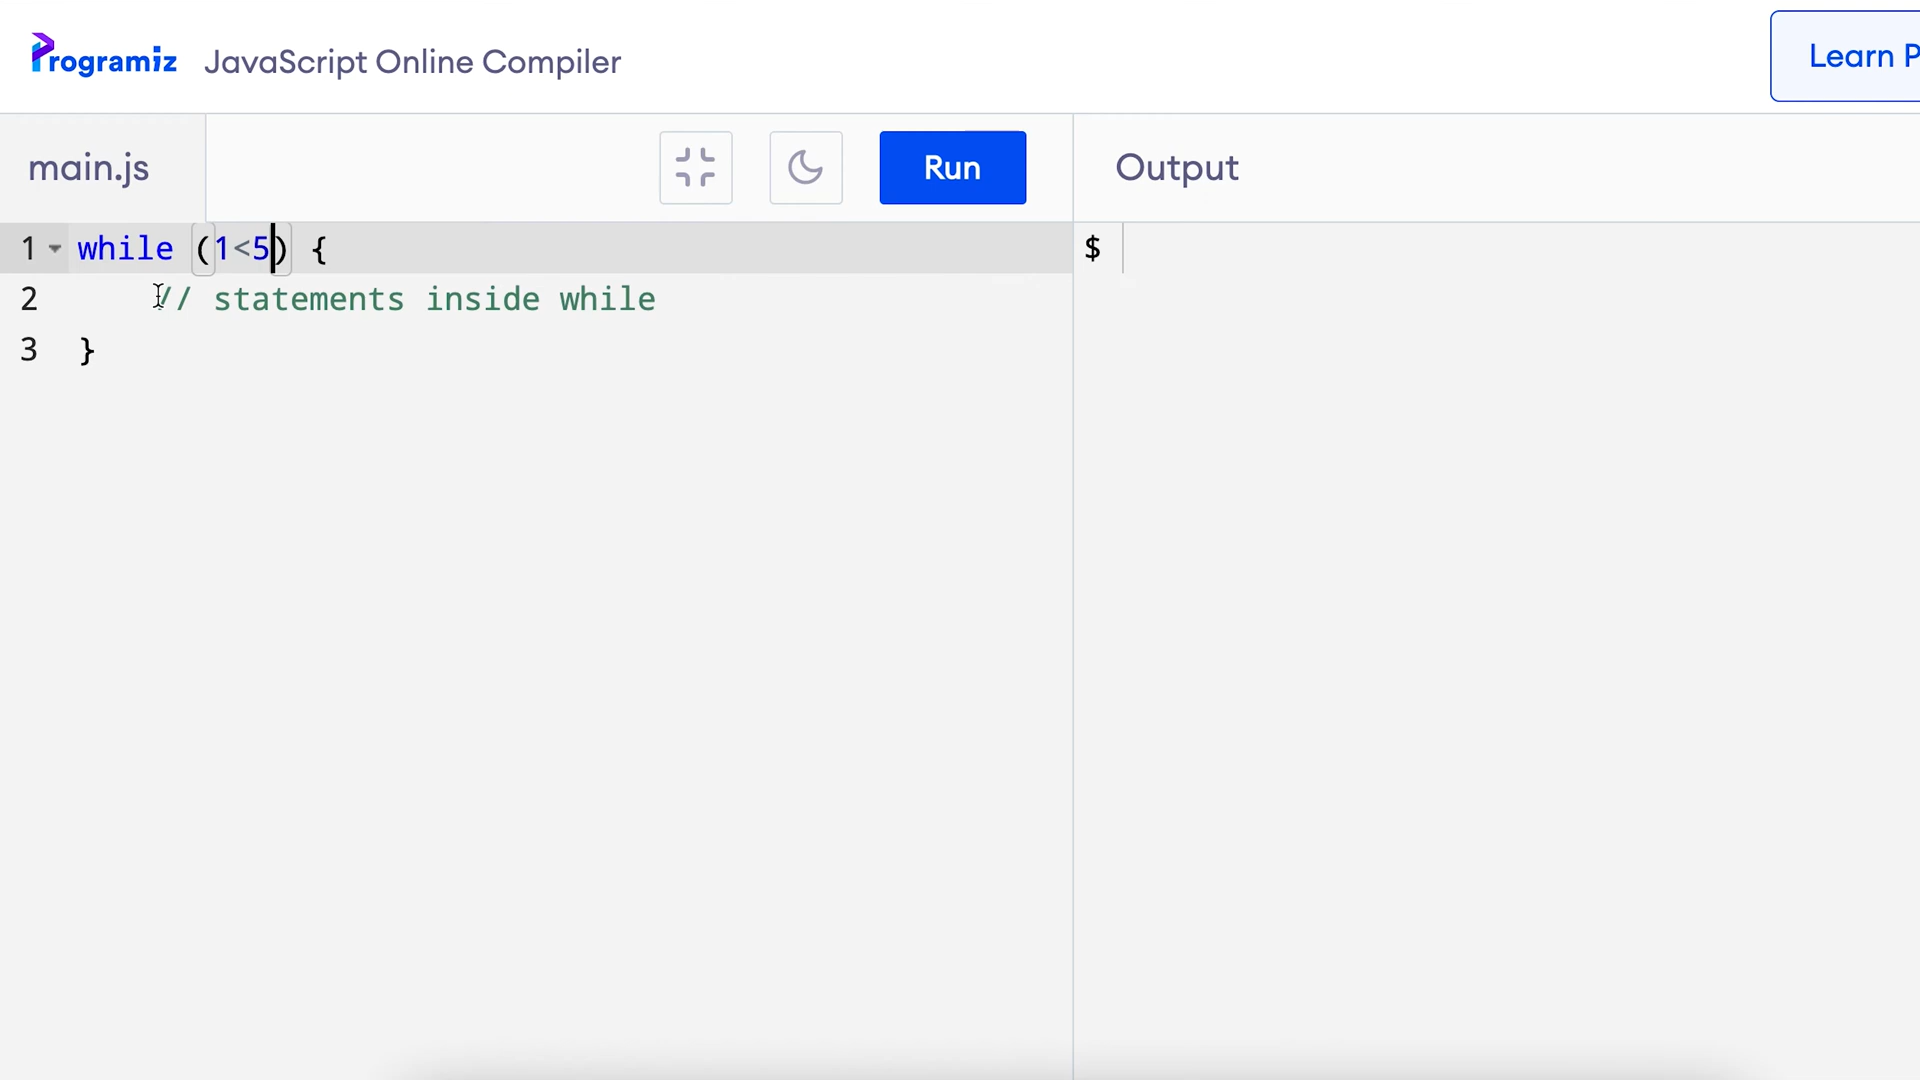 Programiz JavaScript Online Compiler
Learn P
main.js
Run
Output
1 while (1<5) {
2 // statements inside while
3 }
$